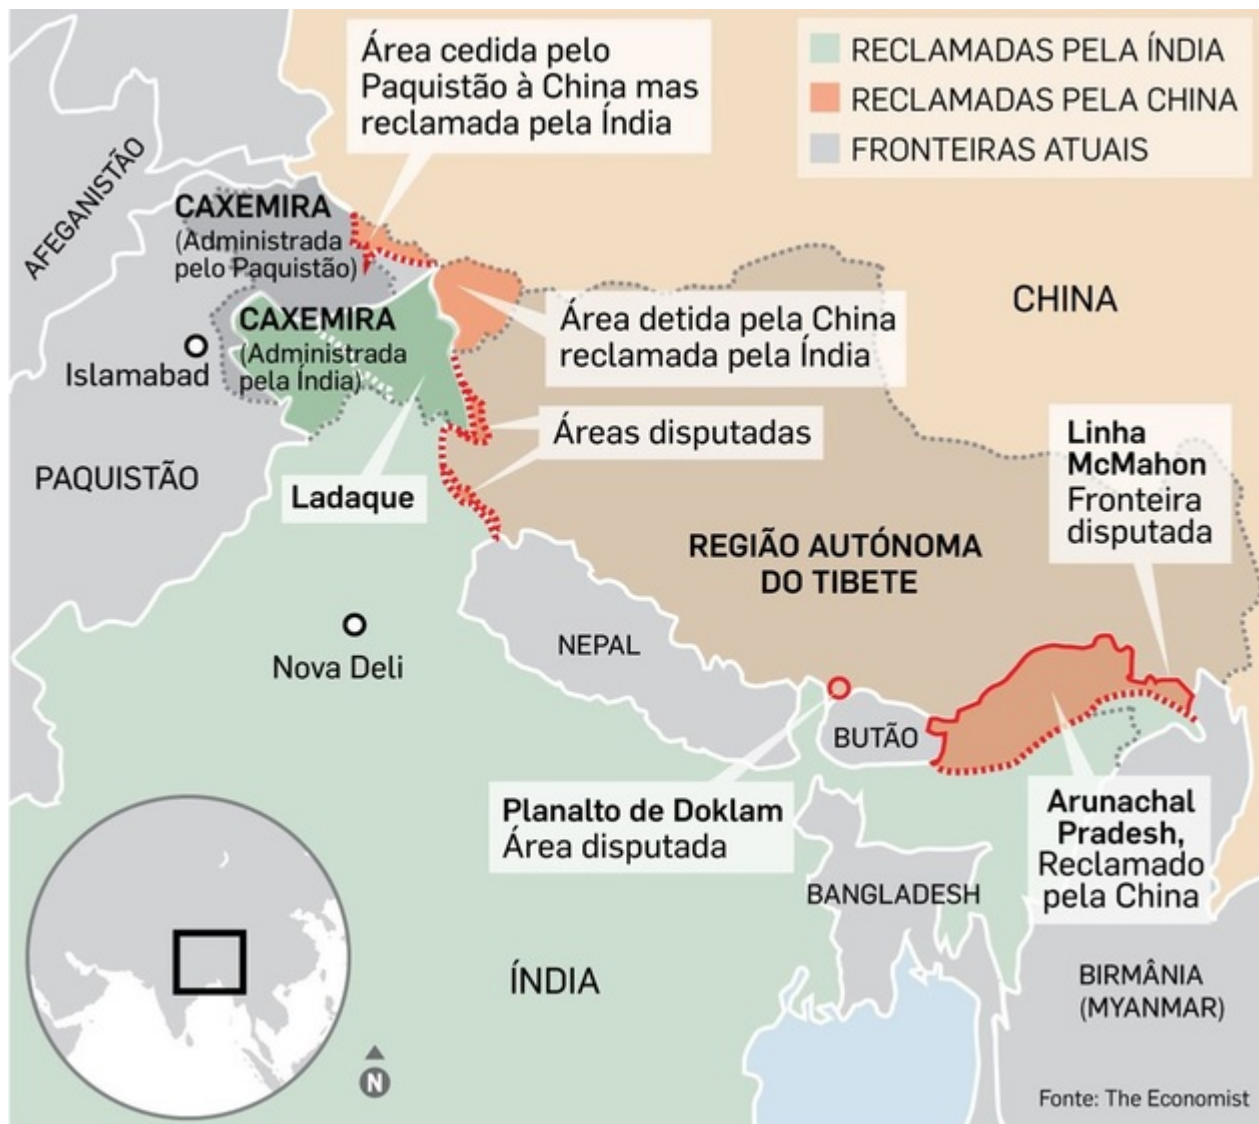 Área cedida pelo
Paquistão à China mas
reclamada pela Índia
RECLAMADAS PELA ÍNDIA
RECLAMADAS PELA CHINA
FRONTEIRAS ATUAIS
AFEGANISTÃO
CAXEMIRA
(Administrada
pelo Paquistão)
CAXEMIRA
(Administrada
pela Índia)
Islamabad
PAQUISTÃO
Ladaque
Área detida pela China
reclamada pela Índia
CHINA
Áreas disputadas
Linha
McMahon
Fronteira
disputada
REGIÃO AUTÓNOMA
DO TIBETE
Nova Deli
NEPAL
BUTÃO
Planalto de Doklam
Área disputada
Arunachal
Pradesh,
Reclamado
pela China
BANGLADESH
ÍNDIA
BIRMÂNIA
(MYANMAR)
N
Fonte: The Economist